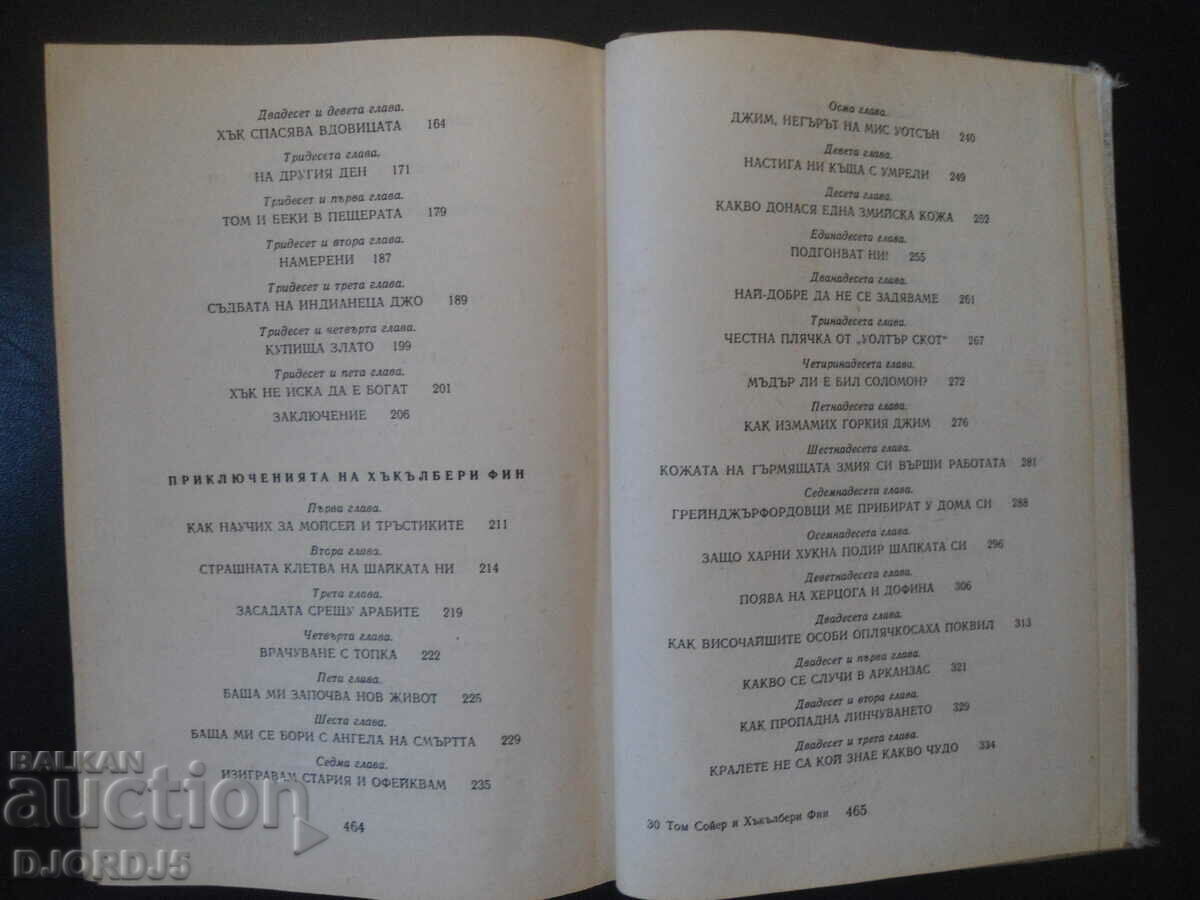 Двадесет и девета глава.
ХЪК СПАСЯВА ВДОВИЦАТА 164
Тридесета глава.
НА ДРУГИЯ ДЕН 171
Тридесет и първа глава.
ТОМ И БЕКИ В ПЕЩЕРАТА 179
Тридесет и втора глава.
НАМЕРЕНИ 187
Тридесет и трета глава.
СЪДБАТА НА ИНДИАНЕЦА ДЖО 189
Тридесет и четвърта глава.
КУПИЩА ЗЛАТО 199
Тридесет и пета глава.
ХЪК НЕ ИСКА ДА Е БОГАТ 201
ЗАКЛЮЧЕНИЕ 206
ПРИКЛЮЧЕНИЯТА НА ХЪКЪЛБЕРИ ФИН
Първа глава.
КАК НАУЧИХ ЗА МОЙСЕЙ И ТРЪСТИКИТЕ 211
Втора глава.
СТРАШНАТА КЛЕТВА НА ШАЙКАТА НИ 214
Трета глава.
ЗАСАДАТА СРЕЩУ АРАБИТЕ 219
Четвърта глава.
ВРАЧУВАНЕ С ТОПКА 222
Пета глава.
БАЩА МИ ЗАПОЧВА НОВ ЖИВОТ 225
Шеста глава.
БАЩА МИ СЕ БОРИ С АНГЕЛА НА СМЪРТТА 229
Седма глава.
ИЗИГРАВАМ СТАРИЯ И ОФЕЙКВАМ 235
464
Осма глава.
ДЖИМ, НЕГЪРЪТ НА МИС УОТСЪН 240
Девета глава.
НАСТИГА НИ КЪЩА С УМРЕЛИ 249
Десета глава.
КАКВО ДОНАСЯ ЕДНА ЗМИЙСКА КОЖА 252
Единадесета глава.
ПОДГОНВАТ НИ! 255
Дванадесета глава.
НАЙ-ДОБРЕ ДА НЕ СЕ ЗАДЯВАМЕ 261
Тринадесета глава.
ЧЕСТНА ПЛЯЧКА ОТ „УОЛТЪР СКОТ“ 267
Четиринадесета глава.
МЪДЪР ЛИ Е БИЛ СОЛОМОН? 272
Петнадесета глава.
КАК ИЗМАМИХ ГОРКИЯ ДЖИМ 276
Шестнадесета глава.
КОЖАТА НА ГЪРМЯЩАТА ЗМИЯ СИ ВЪРШИ РАБОТАТА 281
Седемнадесета глава.
ГРЕЙНДЖЪРФОРДОВЦИ МЕ ПРИБИРАТ У ДОМА СИ 288
Осемнадесета глава.
ЗАЩО ХАРНИ ХУКНА ПОДИР ШАПКАТА СИ 296
Деветнадесета глава.
ПОЯВА НА ХЕРЦОГА И ДОФИНА 306
Двадесета глава.
КАК ВИСОЧАЙШИТЕ ОСОБИ ОПЛЯЧКОСАХА ПОКВИЛ 313
Двадесет и първа глава.
КАКВО СЕ СЛУЧИ В АРКАНЗАС 321
Двадесет и втора глава.
КАК ПРОПАДНА ЛИНЧУВАНЕТО 329
Двадесет и трета глава.
КРАЛЕТЕ НЕ СА КОЙ ЗНАЕ КАКВО ЧУДО 334
30 Том Сойер и Хъкълбери Фин 465
BALKAN
auction
DJORDJ5